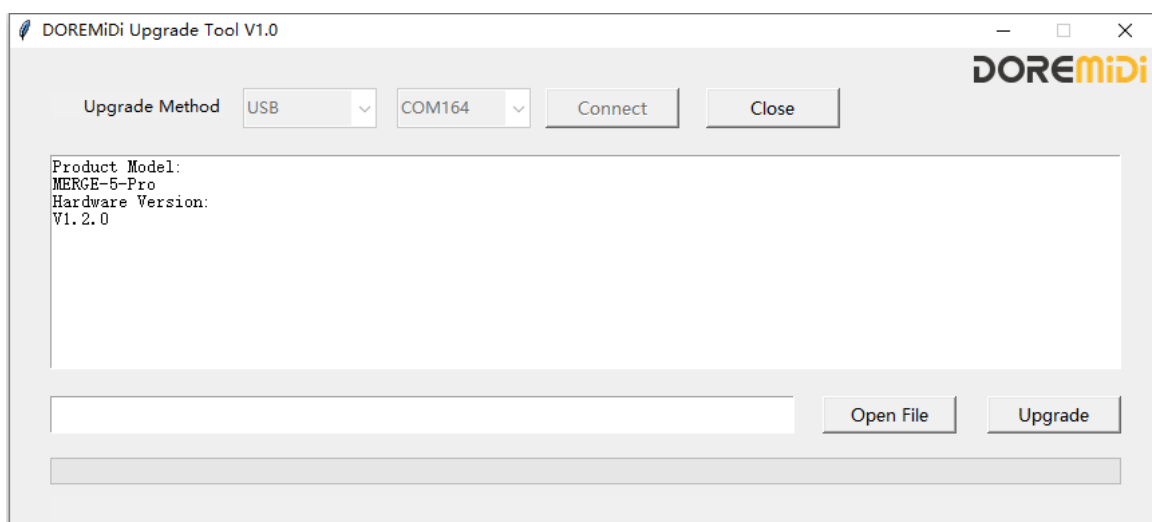 DOREMiDi Upgrade Tool V1.0
DOREMiDi
Upgrade Method USB COM164 Connect Close
Product Model:
MERGE-5-Pro
Hardware Version:
V1.2.0
Open File Upgrade